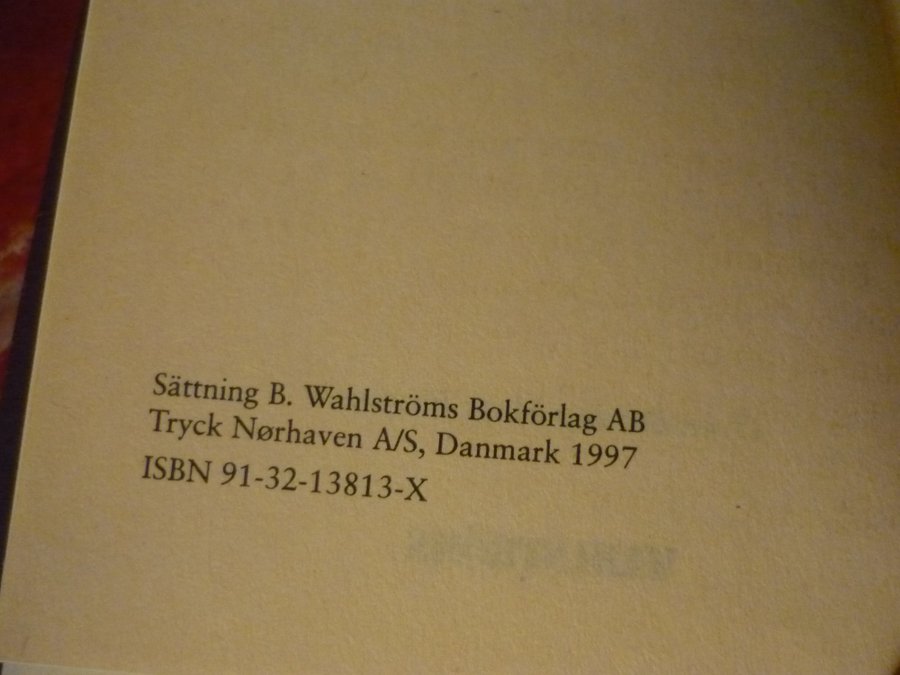 Sättning B. Wahlströms Bokförlag AB
Tryck Nørhaven A/S, Danmark 1997
ISBN 91-32-13813-X